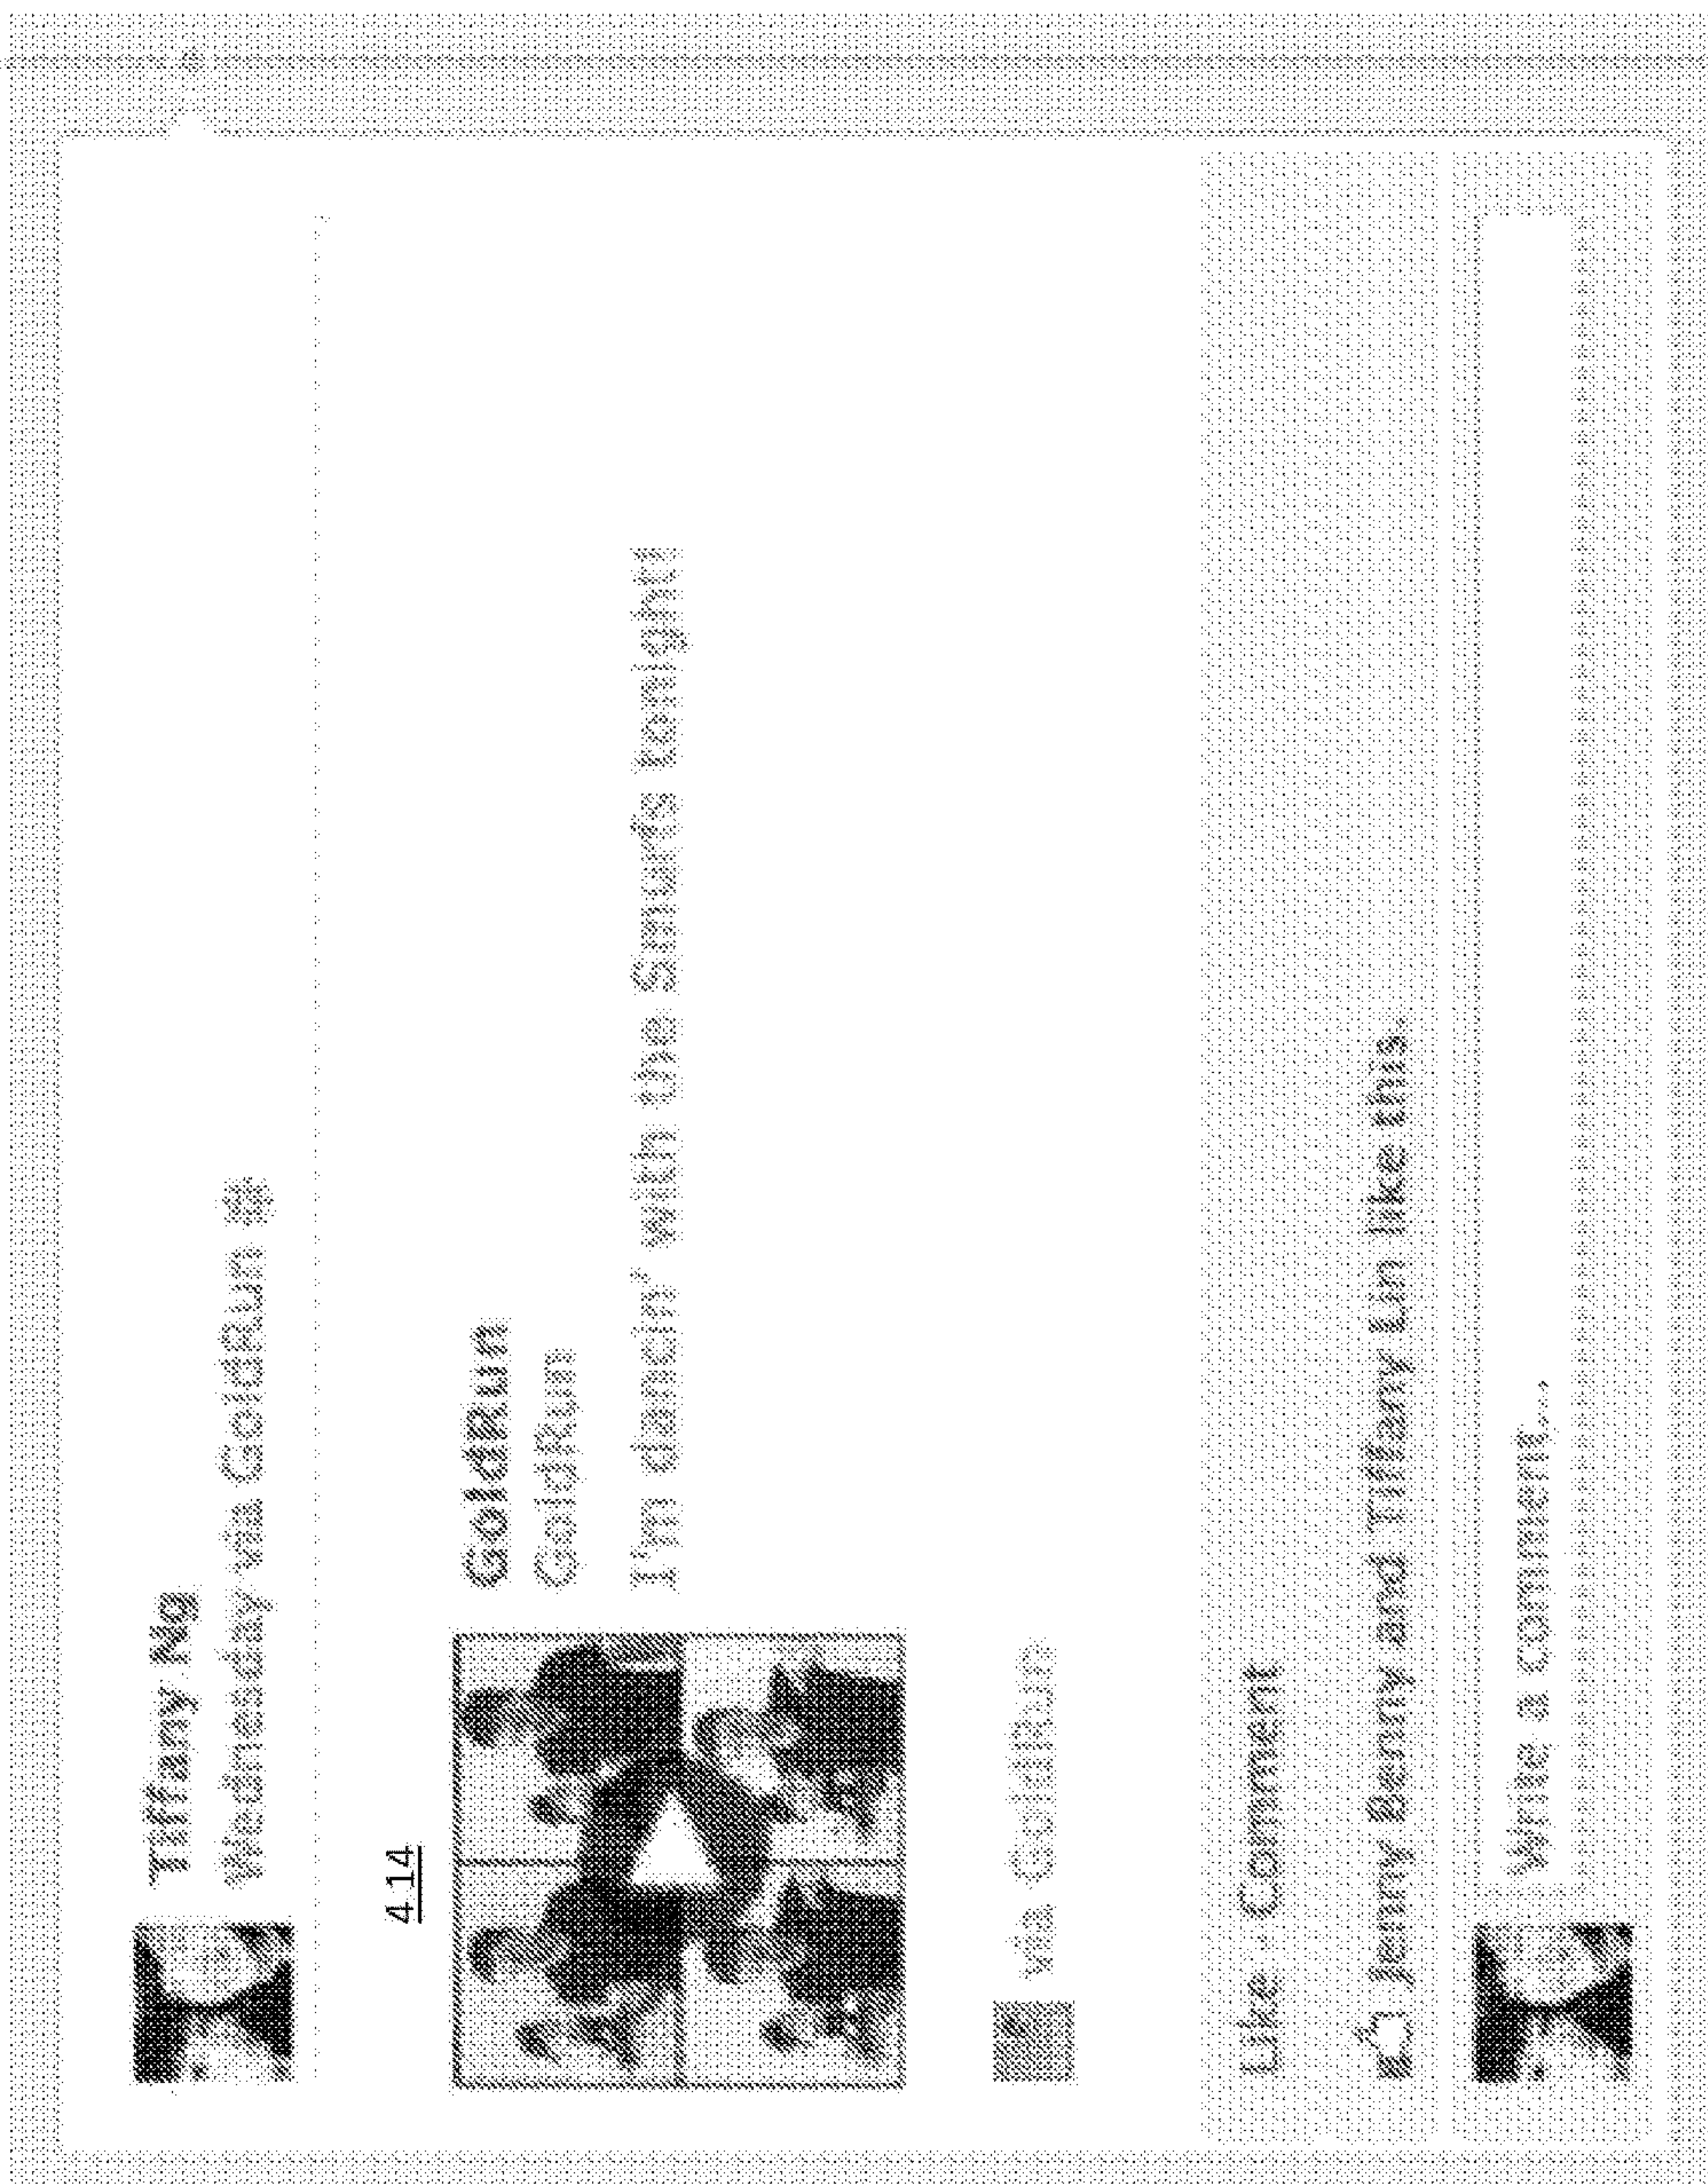 Tiffany Ng
Wednesday via GoldRun
414
GoldRun
GoldRun
I'm dancin' with the Smurfs tonight!
via GoldRun
Like · Comment
Jenny Benny and Tiffany Lin like this.
Write a comment...